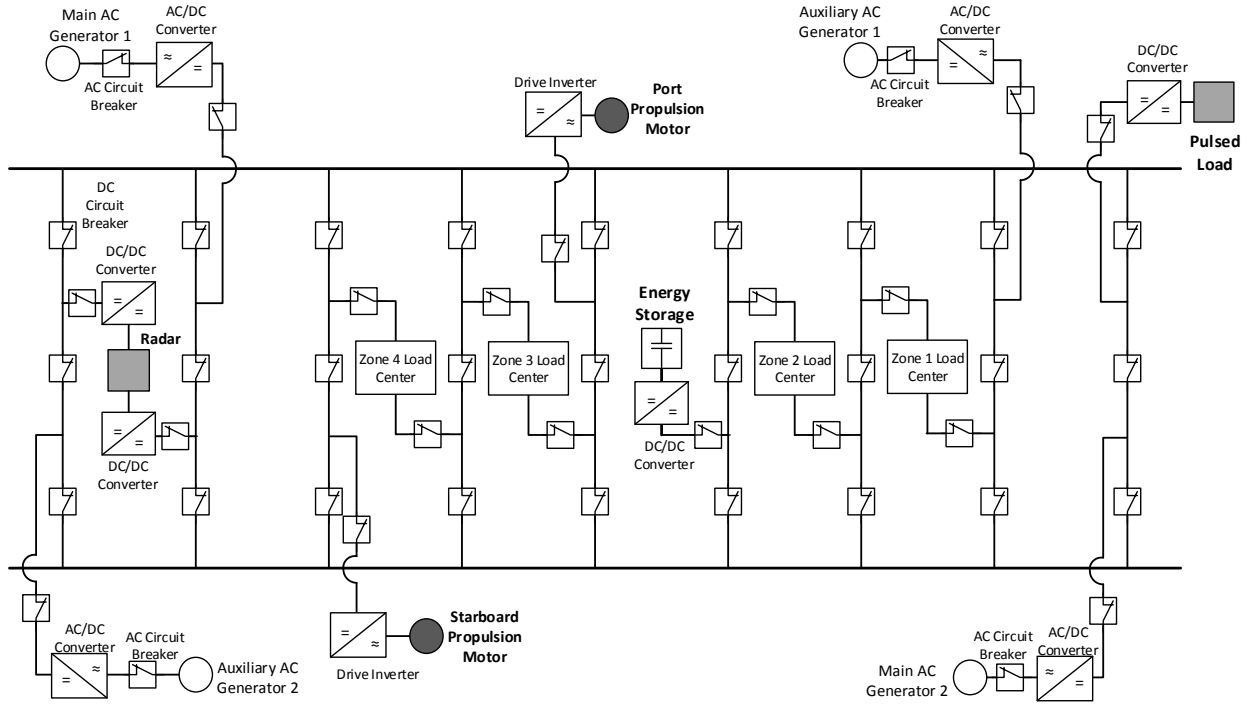 Main AC
Generator 1
AC/DC
Converter
AC Circuit
Breaker
Auxiliary AC
Generator 1
AC/DC
Converter
AC Circuit
Breaker
DC/DC
Converter
Pulsed
Load
Drive Inverter
Port
Propulsion
Motor
DC
Circuit
Breaker
DC/DC
Converter
Radar
DC/DC
Converter
Zone 4 Load
Center
Zone 3 Load
Center
Energy
Storage
DC/DC
Converter
Zone 2 Load
Center
Zone 1 Load
Center
AC/DC
Converter
AC Circuit
Breaker
Auxiliary AC
Generator 2
Drive Inverter
Starboard
Propulsion
Motor
Main AC
Generator 2
AC Circuit
Breaker
AC/DC
Converter